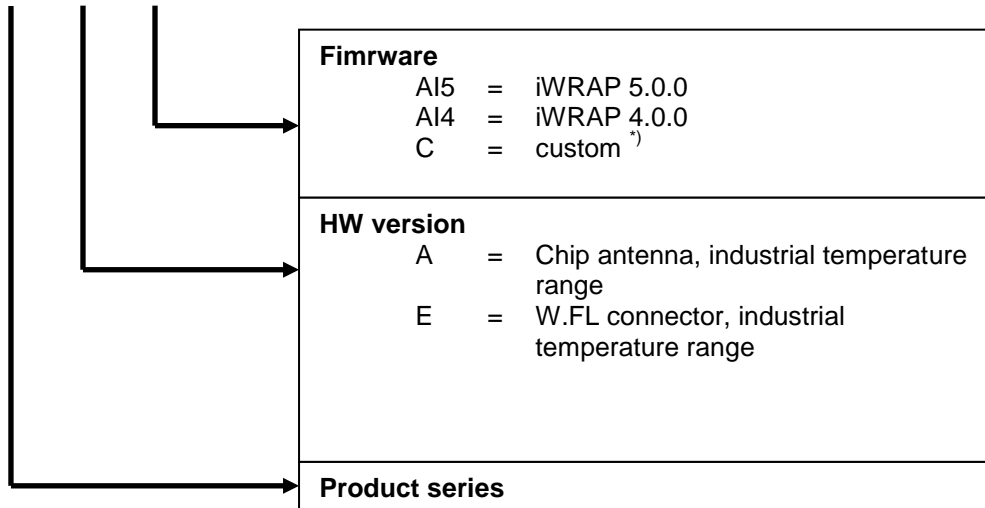 Fimrware
AI5 = iWRAP 5.0.0
AI4 = iWRAP 4.0.0
C = custom *)
HW version
A = Chip antenna, industrial temperature
range
E = W.FL connector, industrial
temperature range
Product series